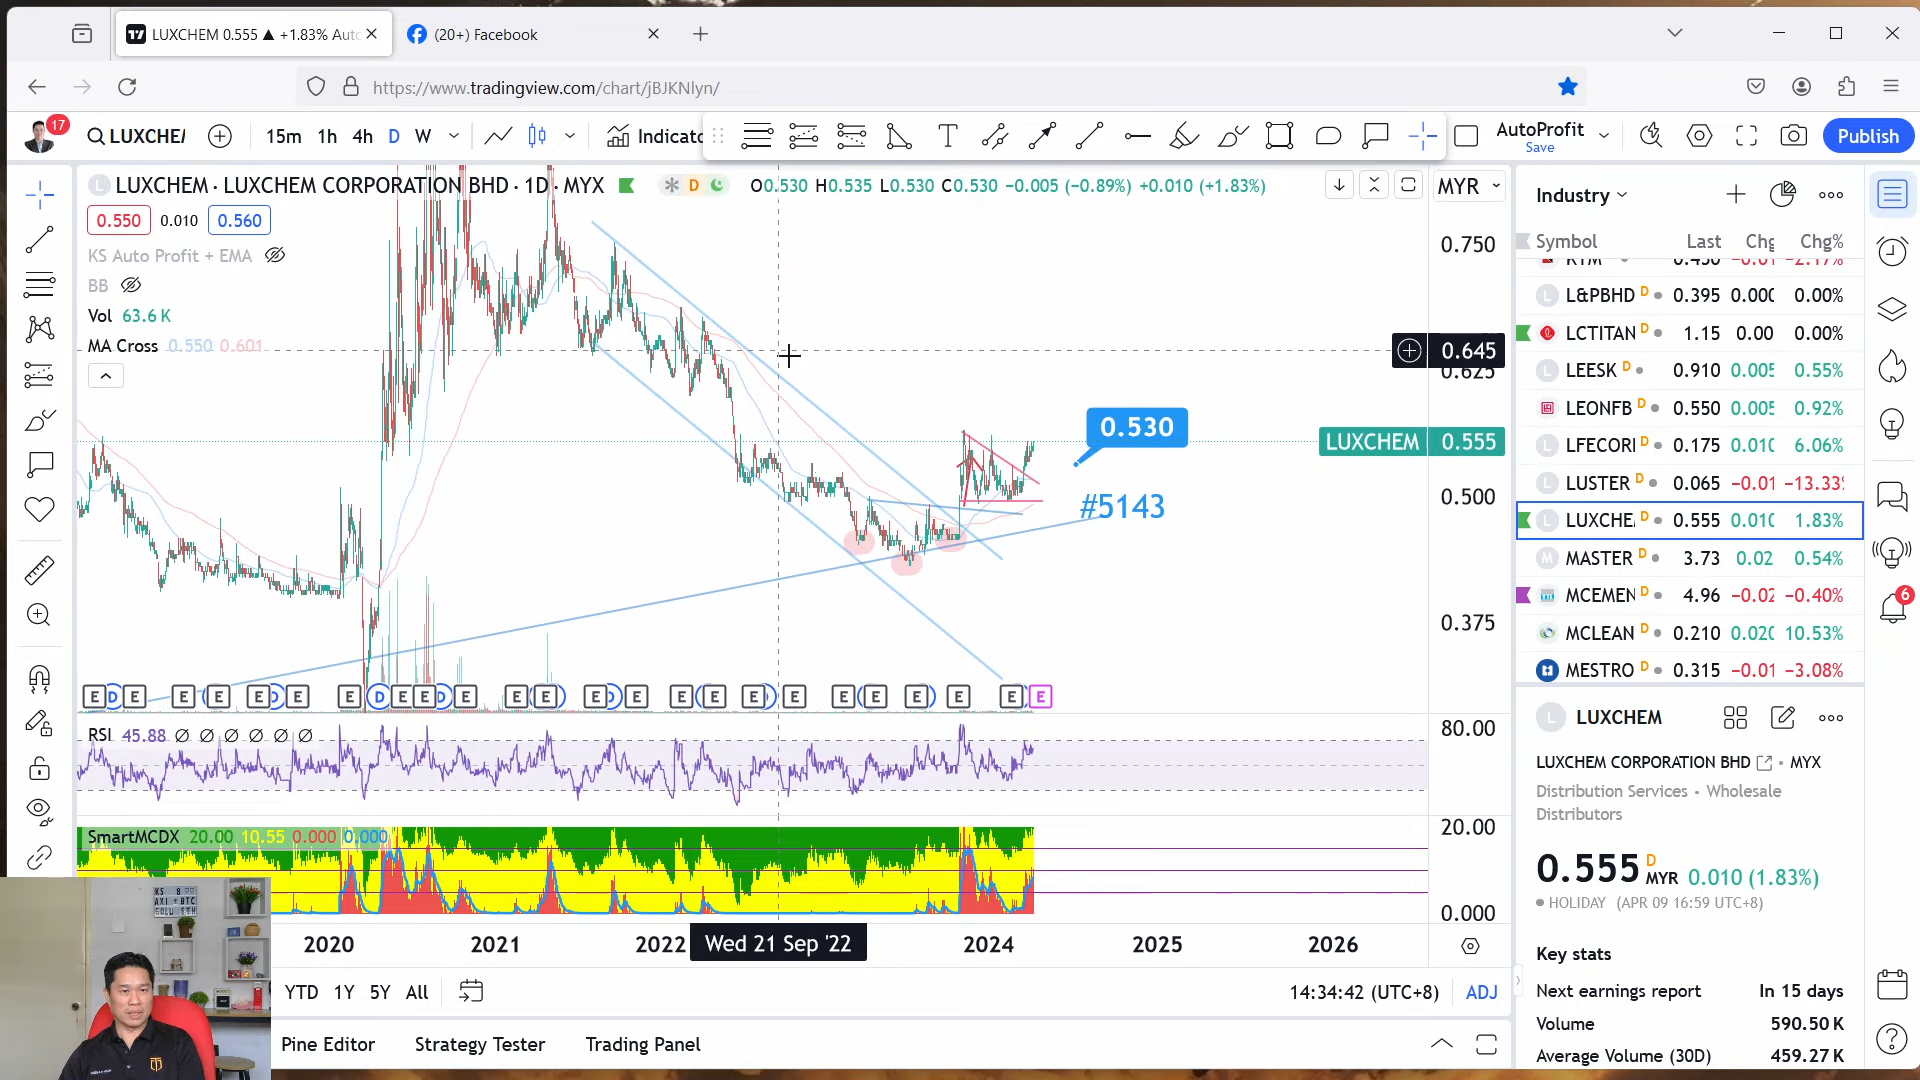 LUXCHEM 0.555 ▲ +1.83% Auto
(20+) Facebook
https://www.tradingview.com/chart/jBJKNlyn/
17
LUXCHEM
15m 1h 4h D W
Indicato
AutoProfit
Save
Publish
LUXCHEM · LUXCHEM CORPORATION BHD · 1D · MYX
D
O0.530 H0.535 L0.530 C0.530 −0.005 (−0.89%) +0.010 (+1.83%)
MYR
0.550 0.010 0.560
KS Auto Profit + EMA
BB
Vol 63.6 K
MA Cross 0.550 0.601
0.750
0.645
0.625
LUXCHEM 0.555
0.500
0.375
0.530
#5143
E D E E E E D E E D E E D E E E E D E E E E E E E E E E
RSI 45.88 ∅ ∅ ∅ ∅ ∅ ∅
80.00
SmartMCDX 20.00 10.55 0.000 0.000
20.00
0.000
2020 2021 2022 Wed 21 Sep '22 2024 2025 2026
YTD 1Y 5Y All
14:34:42 (UTC+8) ADJ
Pine Editor Strategy Tester Trading Panel
Industry
Symbol Last Chg Chg%
L&PBHD D 0.395 0.000 0.00%
LCTITAN 1.15 0.00 0.00%
LEESK D 0.910 0.005 0.55%
LEONFB D 0.550 0.005 0.92%
LFECORI D 0.175 0.010 6.06%
LUSTER D 0.065 −0.01 −13.33%
LUXCHE D 0.555 0.010 1.83%
MASTER D 3.73 0.02 0.54%
MCEMEN D 4.96 −0.02 −0.40%
MCLEAN D 0.210 0.020 10.53%
MESTRO D 0.315 −0.01 −3.08%
6
LUXCHEM
LUXCHEM CORPORATION BHD • MYX
Distribution Services • Wholesale
Distributors
0.555 D MYR 0.010 (1.83%)
HOLIDAY (APR 09 16:59 UTC+8)
Key stats
Next earnings report In 15 days
Volume 590.50 K
Average Volume (30D) 459.27 K